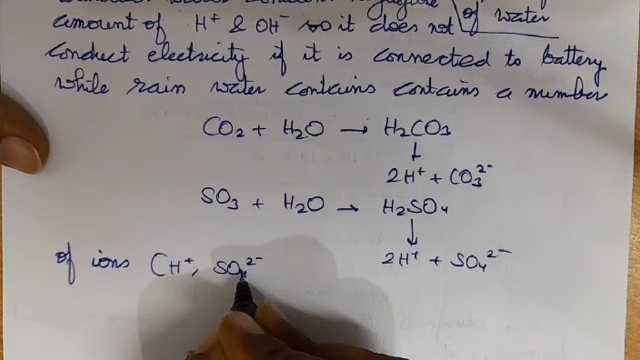 of water
amount of H⁺ & OH⁻ so it does not
conduct electricity if it is connected to battery
while rain water contains contains a number
CO₂ + H₂O → H₂CO₃
↓
2H⁺ + CO₃²⁻
SO₃ + H₂O → H₂SO₄
↓
2H⁺ + SO₄²⁻
of ions (H⁺, SO₄²⁻